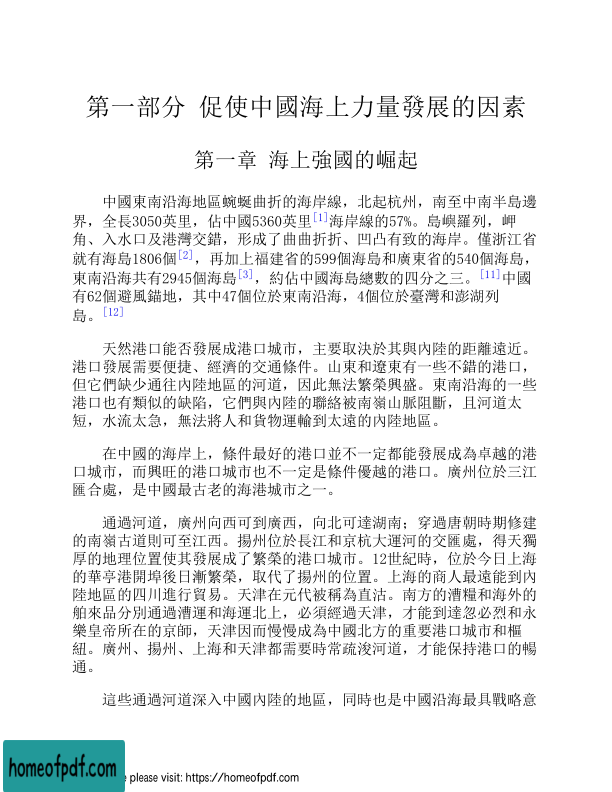 第一部分 促使中國海上力量發展的因素
第一章 海上強國的崛起
中國東南沿海地區蜿蜒曲折的海岸線，北起杭州，南至中南半島邊
界，全長3050英里，佔中國5360英里[1]海岸線的57%。島嶼羅列，岬
角、入水口及港灣交錯，形成了曲曲折折、凹凸有致的海岸。僅浙江省
就有海島1806個[2]，再加上福建省的599個海島和廣東省的540個海島，
東南沿海共有2945個海島[3]，約佔中國海島總數的四分之三。[11]中國
有62個避風錨地，其中47個位於東南沿海，4個位於臺灣和澎湖列
島。[12]
天然港口能否發展成港口城市，主要取決於其與內陸的距離遠近。
港口發展需要便捷、經濟的交通條件。山東和遼東有一些不錯的港口，
但它們缺少通往內陸地區的河道，因此無法繁榮興盛。東南沿海的一些
港口也有類似的缺陷，它們與內陸的聯絡被南嶺山脈阻斷，且河道太
短，水流太急，無法將人和貨物運輸到太遠的內陸地區。
在中國的海岸上，條件最好的港口並不一定都能發展成為卓越的港
口城市，而興旺的港口城市也不一定是條件優越的港口。廣州位於三江
匯合處，是中國最古老的海港城市之一。
通過河道，廣州向西可到廣西，向北可達湖南；穿過唐朝時期修建
的南嶺古道則可至江西。揚州位於長江和京杭大運河的交匯處，得天獨
厚的地理位置使其發展成了繁榮的港口城市。12世紀時，位於今日上海
的華亭港開埠後日漸繁榮，取代了揚州的位置。上海的商人最遠能到內
陸地區的四川進行貿易。天津在元代被稱為直沽。南方的漕糧和海外的
舶來品分別通過漕運和海運北上，必須經過天津，才能到達忽必烈和永
樂皇帝所在的京師，天津因而慢慢成為中國北方的重要港口城市和樞
紐。廣州、揚州、上海和天津都需要時常疏浚河道，才能保持港口的暢
通。
這些通過河道深入中國內陸的地區，同時也是中國沿海最具戰略意
homeofpdf.com
please visit: https://homeofpdf.com